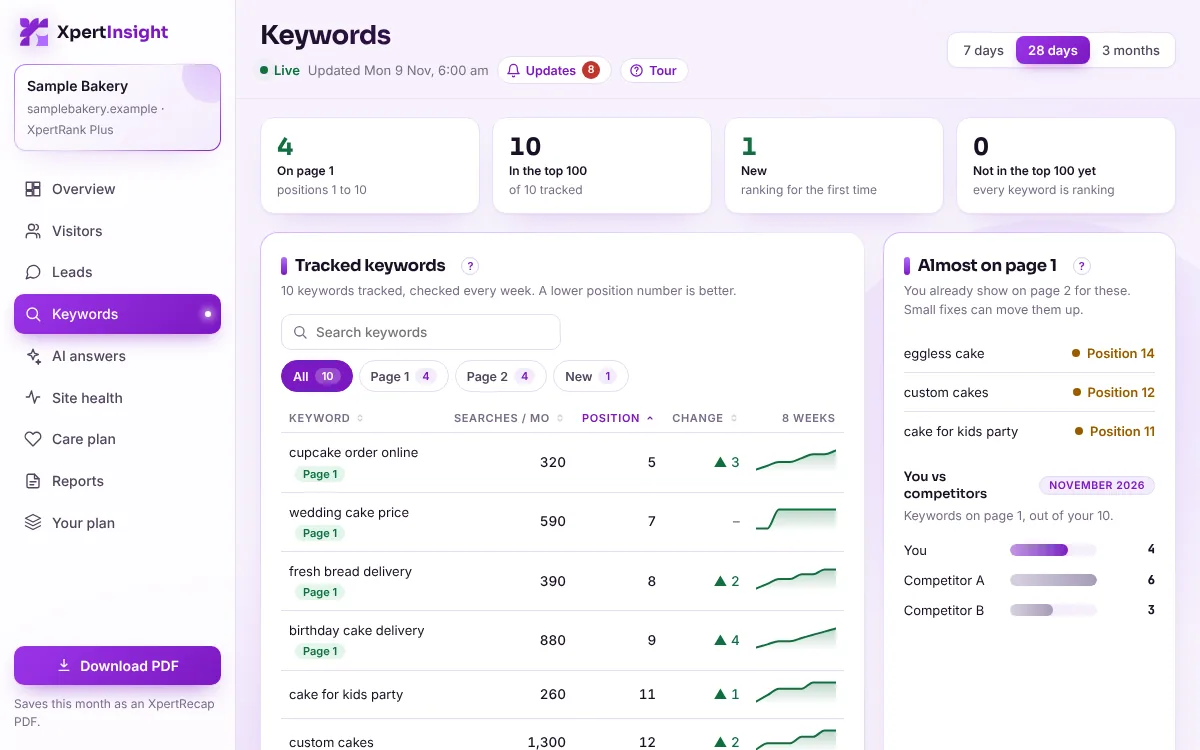 XpertInsight
Sample Bakery
samplebakery.example ·
XpertRank Plus
Overview
Visitors
Leads
Keywords
AI answers
Site health
Care plan
Reports
Your plan
Download PDF
Saves this month as an XpertRecap
PDF.
Keywords
Live Updated Mon 9 Nov, 6:00 am Updates 8 Tour
7 days 28 days 3 months
4
On page 1
positions 1 to 10
10
In the top 100
of 10 tracked
1
New
ranking for the first time
0
Not in the top 100 yet
every keyword is ranking
Tracked keywords ?
10 keywords tracked, checked every week. A lower position number is better.
Search keywords
All 10 Page 1 4 Page 2 4 New 1
KEYWORD SEARCHES / MO POSITION CHANGE 8 WEEKS
cupcake order online 320 5 ▲ 3
Page 1
wedding cake price 590 7 –
Page 1
fresh bread delivery 390 8 ▲ 2
Page 1
birthday cake delivery 880 9 ▲ 4
Page 1
cake for kids party 260 11 ▲ 1
custom cakes 1,300 12 ▲ 2
Almost on page 1 ?
You already show on page 2 for these.
Small fixes can move them up.
eggless cake Position 14
custom cakes Position 12
cake for kids party Position 11
You vs
competitors
NOVEMBER 2026
Keywords on page 1, out of your 10.
You 4
Competitor A 6
Competitor B 3